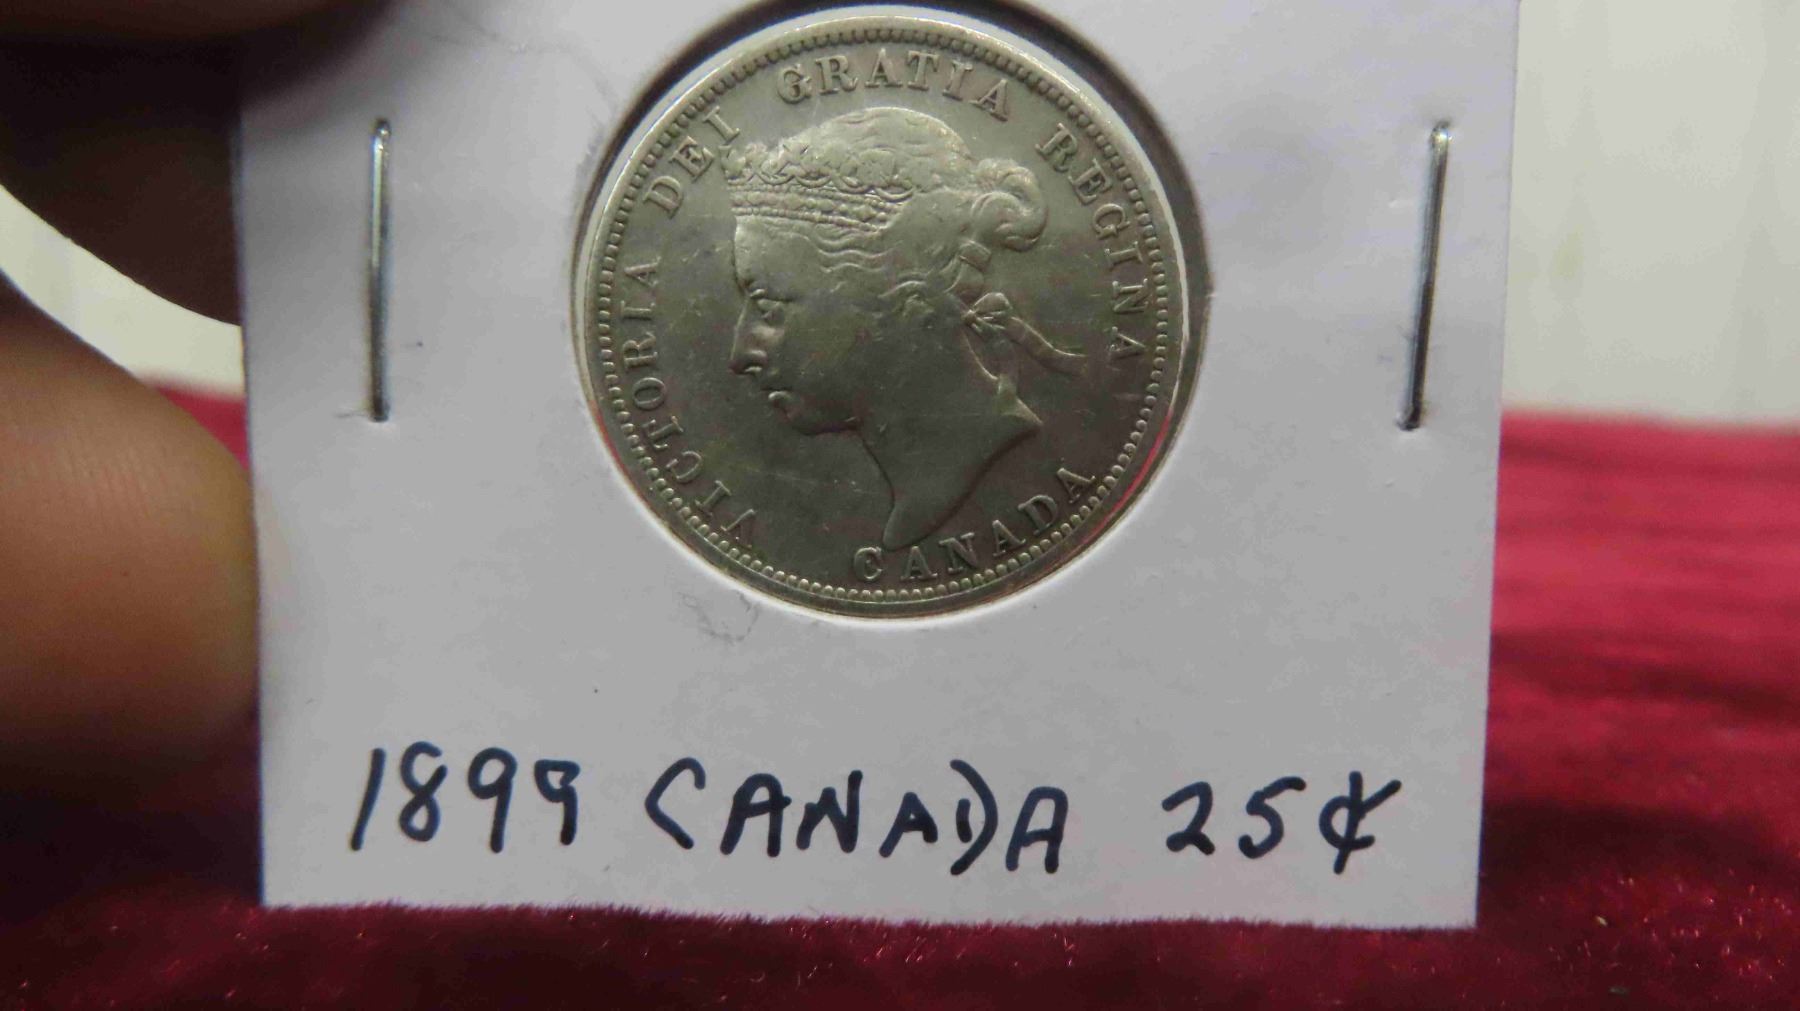 VICTORIA DEI GRATIA REGINA
CANADA
1899 CANADA 25¢